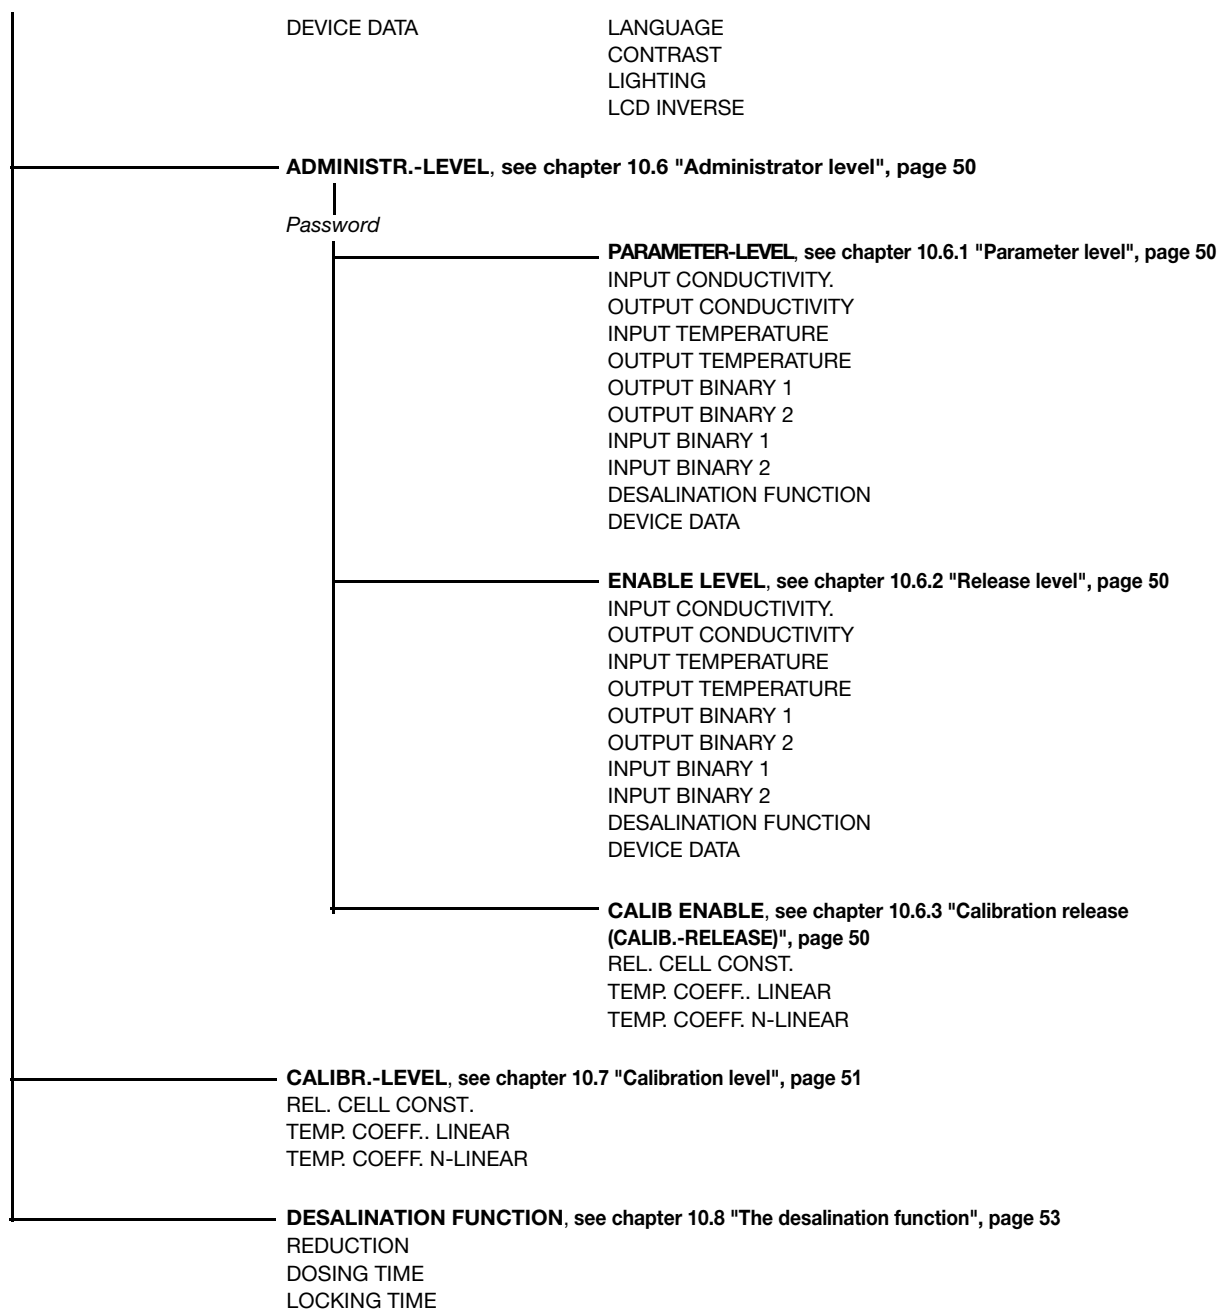 DEVICE DATA LANGUAGE
CONTRAST
LIGHTING
LCD INVERSE
ADMINISTR.-LEVEL, see chapter 10.6 "Administrator level", page 50
Password
PARAMETER-LEVEL, see chapter 10.6.1 "Parameter level", page 50
INPUT CONDUCTIVITY.
OUTPUT CONDUCTIVITY
INPUT TEMPERATURE
OUTPUT TEMPERATURE
OUTPUT BINARY 1
OUTPUT BINARY 2
INPUT BINARY 1
INPUT BINARY 2
DESALINATION FUNCTION
DEVICE DATA
ENABLE LEVEL, see chapter 10.6.2 "Release level", page 50
INPUT CONDUCTIVITY.
OUTPUT CONDUCTIVITY
INPUT TEMPERATURE
OUTPUT TEMPERATURE
OUTPUT BINARY 1
OUTPUT BINARY 2
INPUT BINARY 1
INPUT BINARY 2
DESALINATION FUNCTION
DEVICE DATA
CALIB ENABLE, see chapter 10.6.3 "Calibration release
(CALIB.-RELEASE)", page 50
REL. CELL CONST.
TEMP. COEFF.. LINEAR
TEMP. COEFF. N-LINEAR
CALIBR.-LEVEL, see chapter 10.7 "Calibration level", page 51
REL. CELL CONST.
TEMP. COEFF.. LINEAR
TEMP. COEFF. N-LINEAR
DESALINATION FUNCTION, see chapter 10.8 "The desalination function", page 53
REDUCTION
DOSING TIME
LOCKING TIME